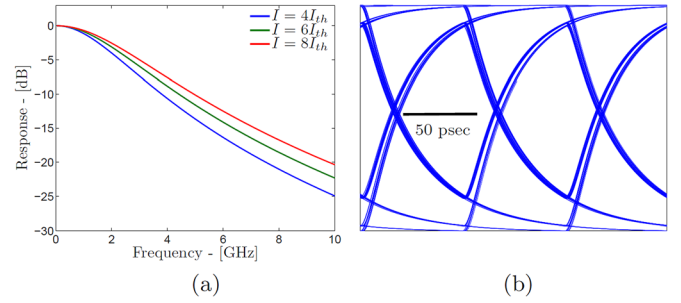 I = 4I_th
I = 6I_th
I = 8I_th
Response - [dB]
0
−5
−10
−15
−20
−25
−30
0 2 4 6 8 10
Frequency - [GHz]
50 psec
(a) (b)